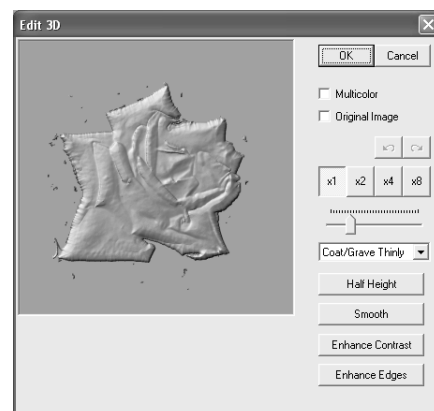 Edit 3D
OK Cancel
Multicolor
Original Image
x1 x2 x4 x8
Coat/Grave Thinly
Half Height
Smooth
Enhance Contrast
Enhance Edges